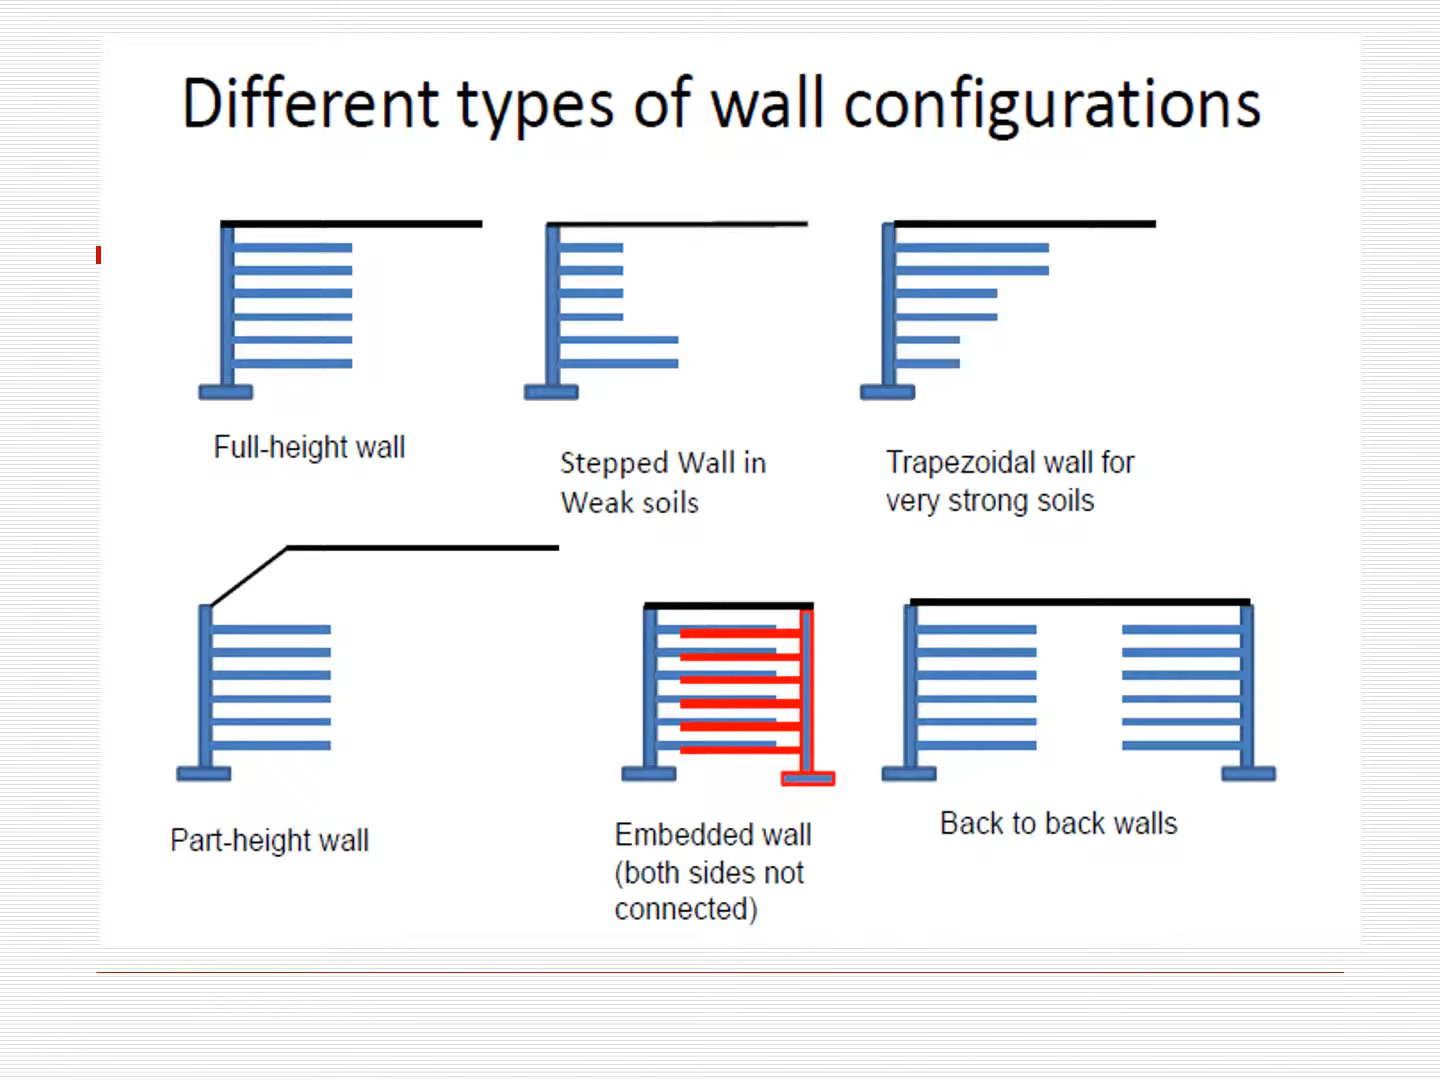 Different types of wall configurations
Full-height wall
Stepped Wall in
Weak soils
Trapezoidal wall for
very strong soils
Part-height wall
Embedded wall
(both sides not
connected)
Back to back walls